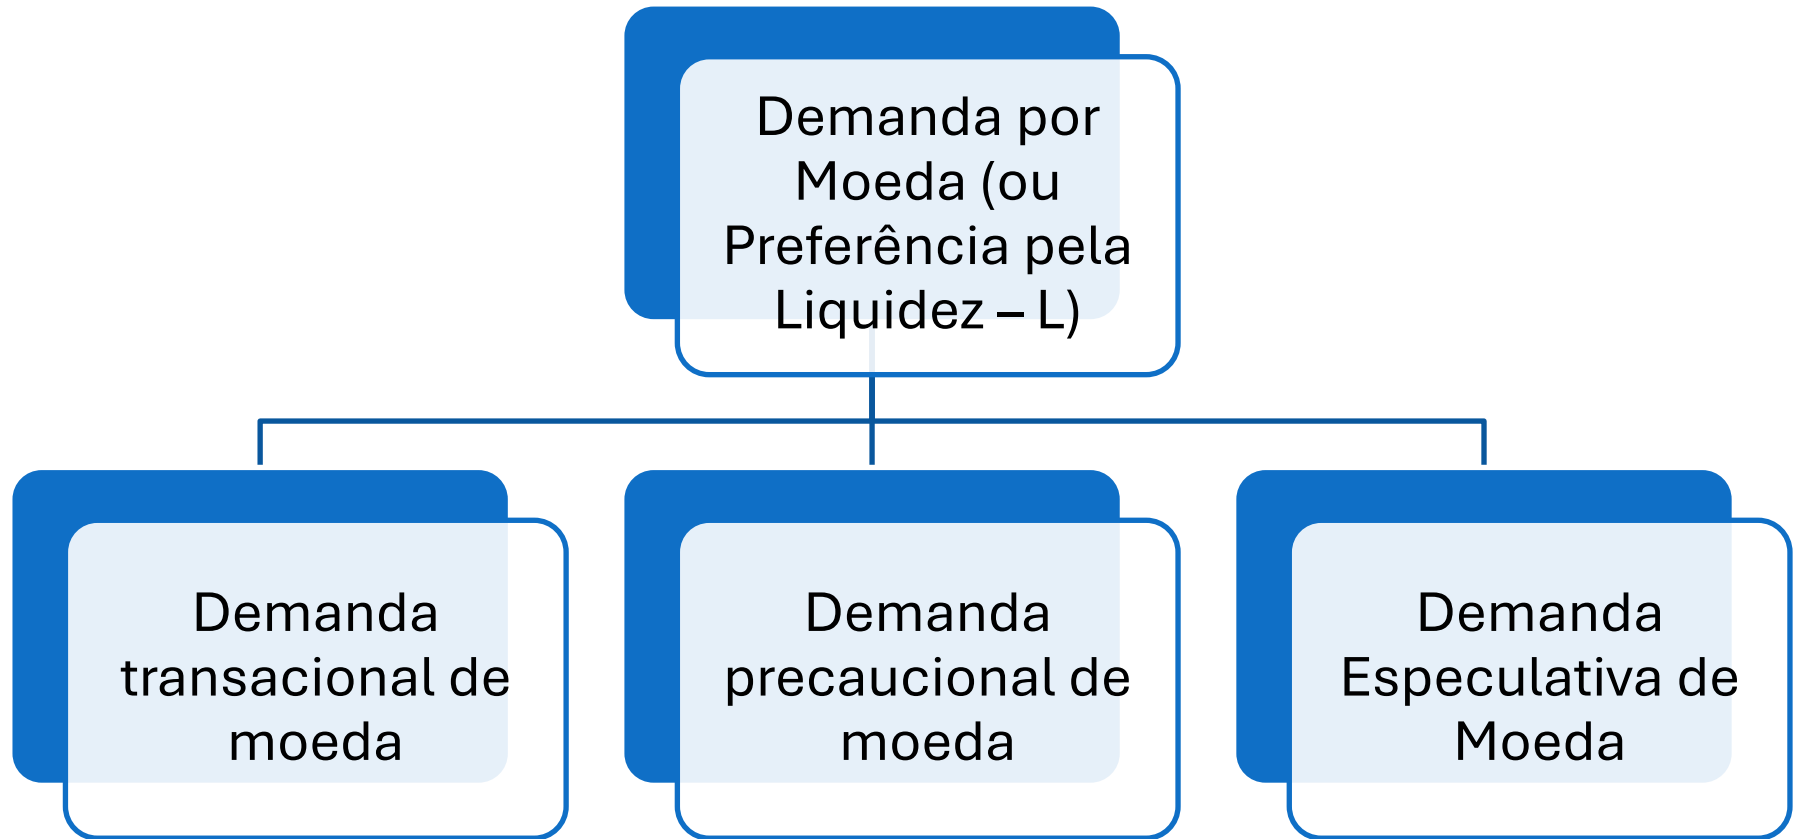 Demanda por
Moeda (ou
Preferência pela
Liquidez – L)
Demanda
transacional de
moeda
Demanda
precaucional de
moeda
Demanda
Especulativa de
Moeda